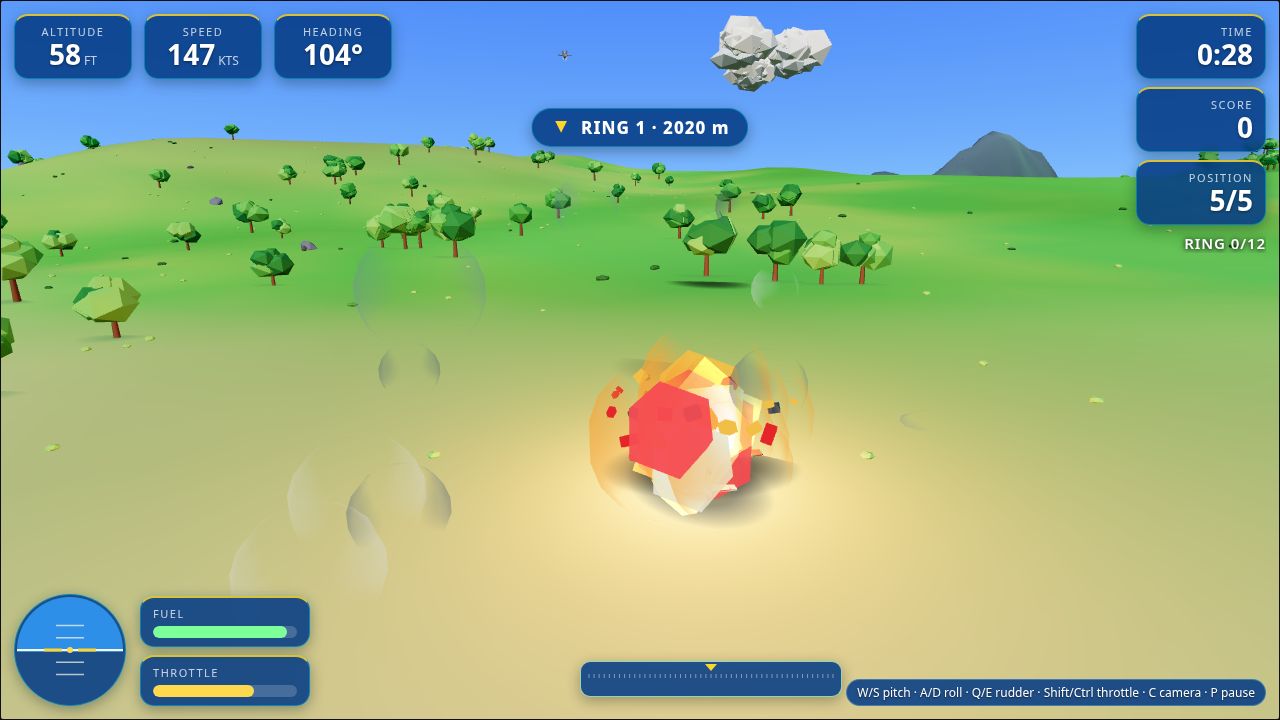 ALTITUDE
58 FT
SPEED
147 KTS
HEADING
104°
TIME
0:28
SCORE
0
POSITION
5/5
RING 0/12
▼ RING 1 · 2020 m
FUEL
THROTTLE
W/S pitch · A/D roll · Q/E rudder · Shift/Ctrl throttle · C camera · P pause